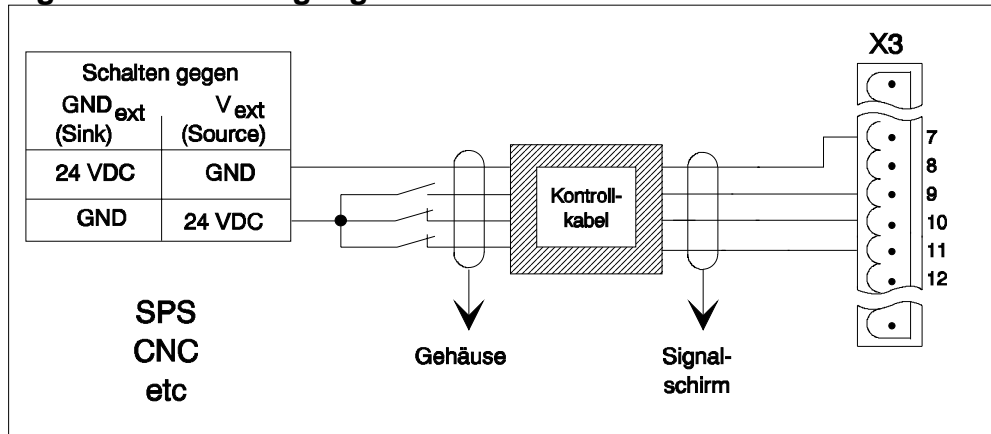 Schalten gegen
GNDext Vext
(Sink) (Source)
24 VDC GND
GND 24 VDC
SPS
CNC
etc
Gehäuse
Kontroll-
kabel
Signal-
schirm
X3
7
8
9
10
11
12